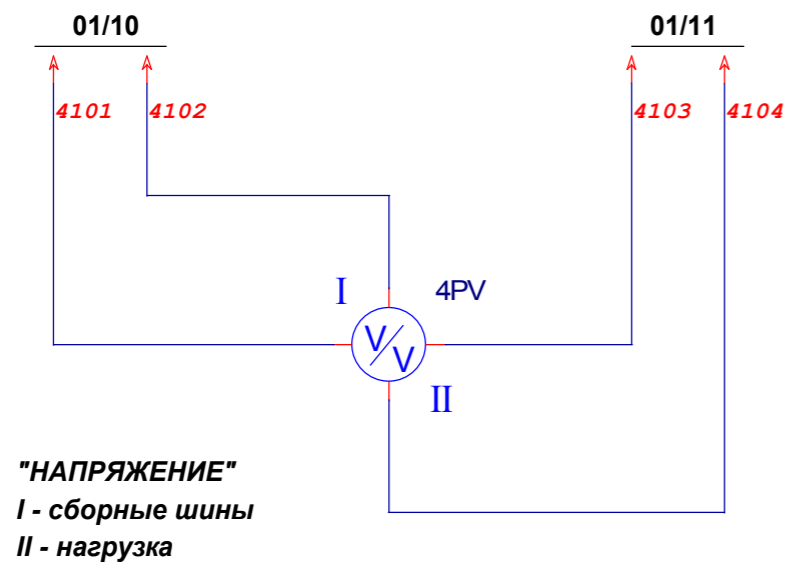 01/10
01/11
4101
4102
4103
4104
I
4PV
V/V
II
"НАПРЯЖЕНИЕ"
I - сборные шины
II - нагрузка